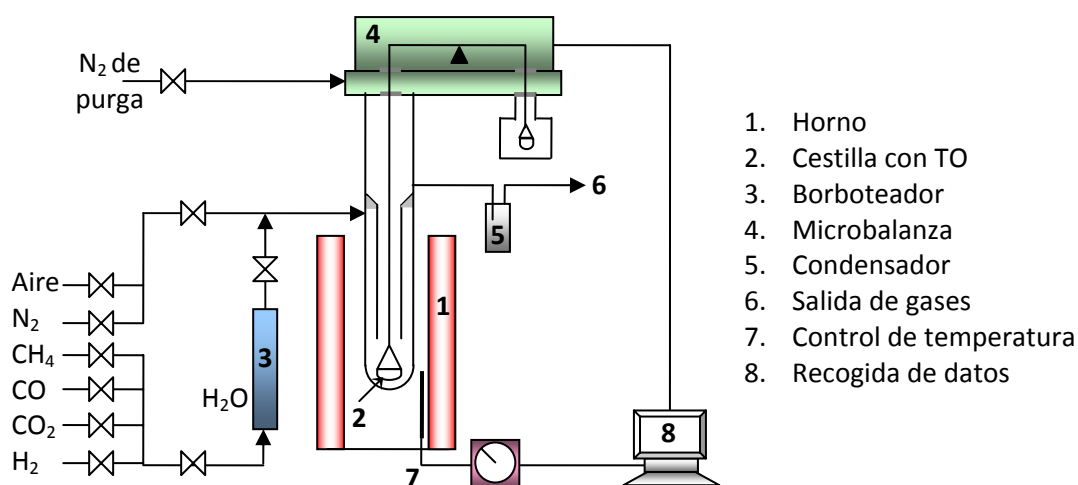 N₂ de
purga
4
6
5
Aire
N₂
CH₄
CO
CO₂
H₂
H₂O
3
1
2
7
8
1. Horno
2. Cestilla con TO
3. Borboteador
4. Microbalanza
5. Condensador
6. Salida de gases
7. Control de temperatura
8. Recogida de datos